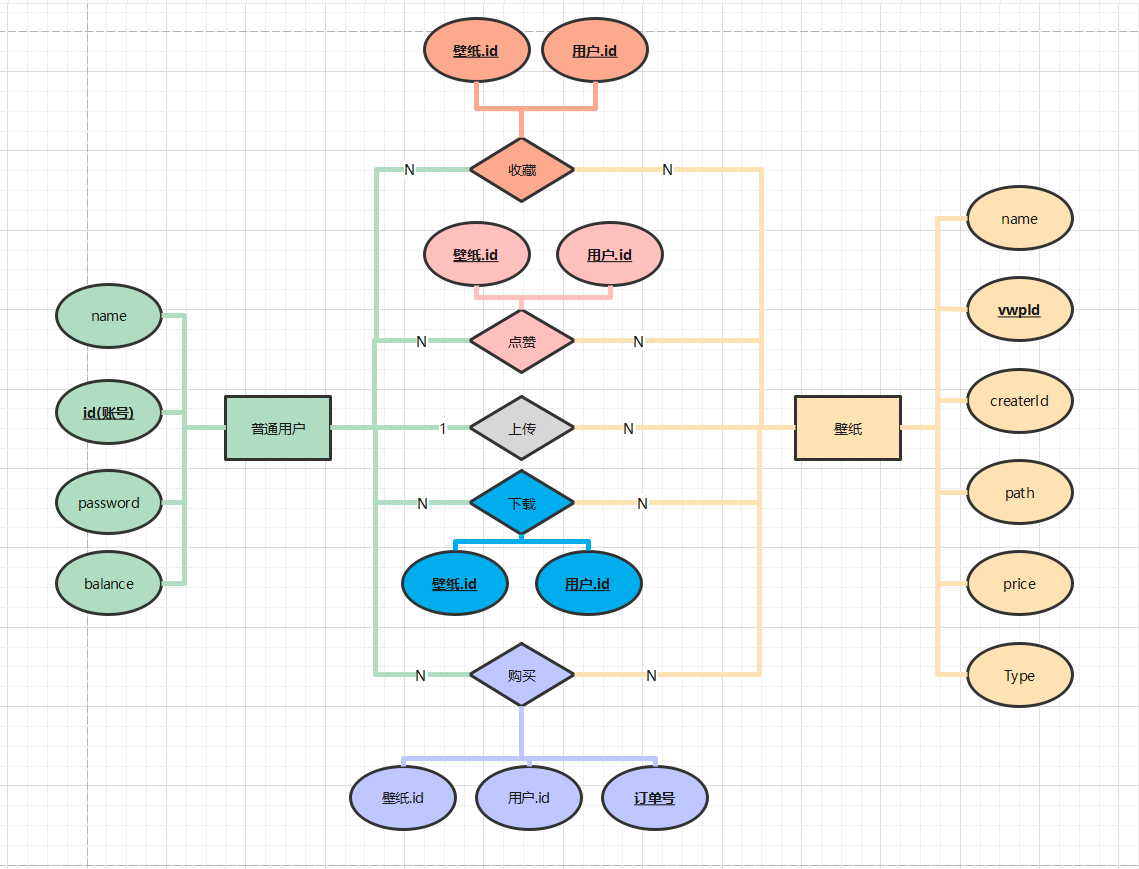 壁纸.id
用户.id
收藏
N
N
壁纸.id
用户.id
点赞
N
N
name
id(账号)
password
balance
普通用户
1
上传
N
N
下载
N
壁纸.id
用户.id
N
购买
N
壁纸.id
用户.id
订单号
壁纸
name
vwpId
createrId
path
price
Type